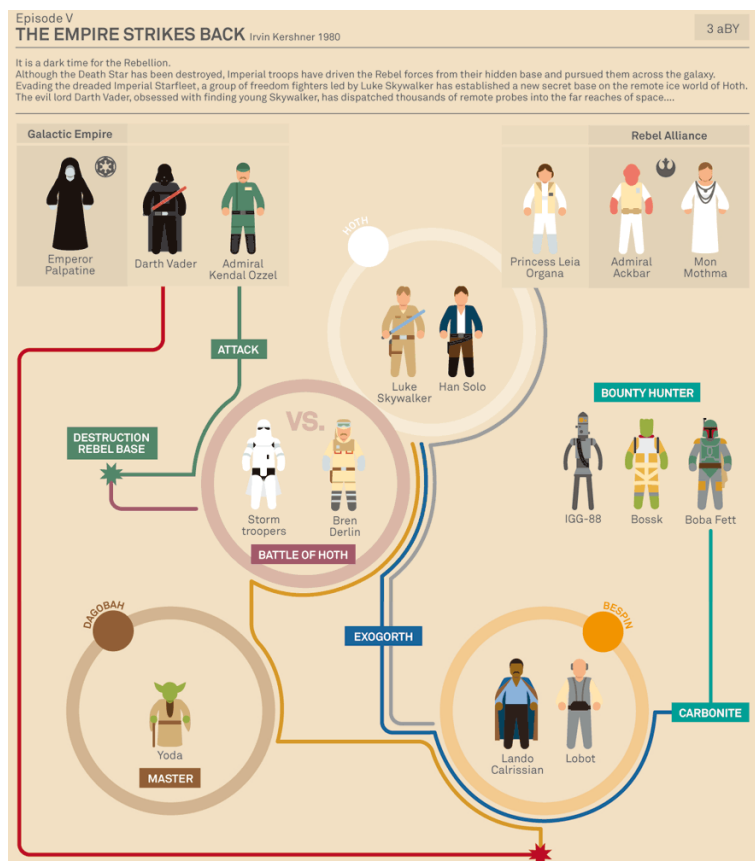 Episode V
THE EMPIRE STRIKES BACK Irvin Kershner 1980
3 aBY
It is a dark time for the Rebellion.
Although the Death Star has been destroyed, Imperial troops have driven the Rebel forces from their hidden base and pursued them across the galaxy.
Evading the dreaded Imperial Starfleet, a group of freedom fighters led by Luke Skywalker has established a new secret base on the remote ice world of Hoth.
The evil lord Darth Vader, obsessed with finding young Skywalker, has dispatched thousands of remote probes into the far reaches of space....
Galactic Empire
Rebel Alliance
Emperor
Palpatine
Darth Vader
Admiral
Kendal Ozzel
HOTH
Princess Leia
Organa
Admiral
Ackbar
Mon
Mothma
ATTACK
Luke
Skywalker
Han Solo
BOUNTY HUNTER
VS.
DESTRUCTION
REBEL BASE
Storm
troopers
Bren
Derlin
IGG-88
Bossk
Boba Fett
BATTLE OF HOTH
DAGOBAH
EXOGORTH
BESPIN
CARBONITE
Yoda
MASTER
Lando
Calrissian
Lobot